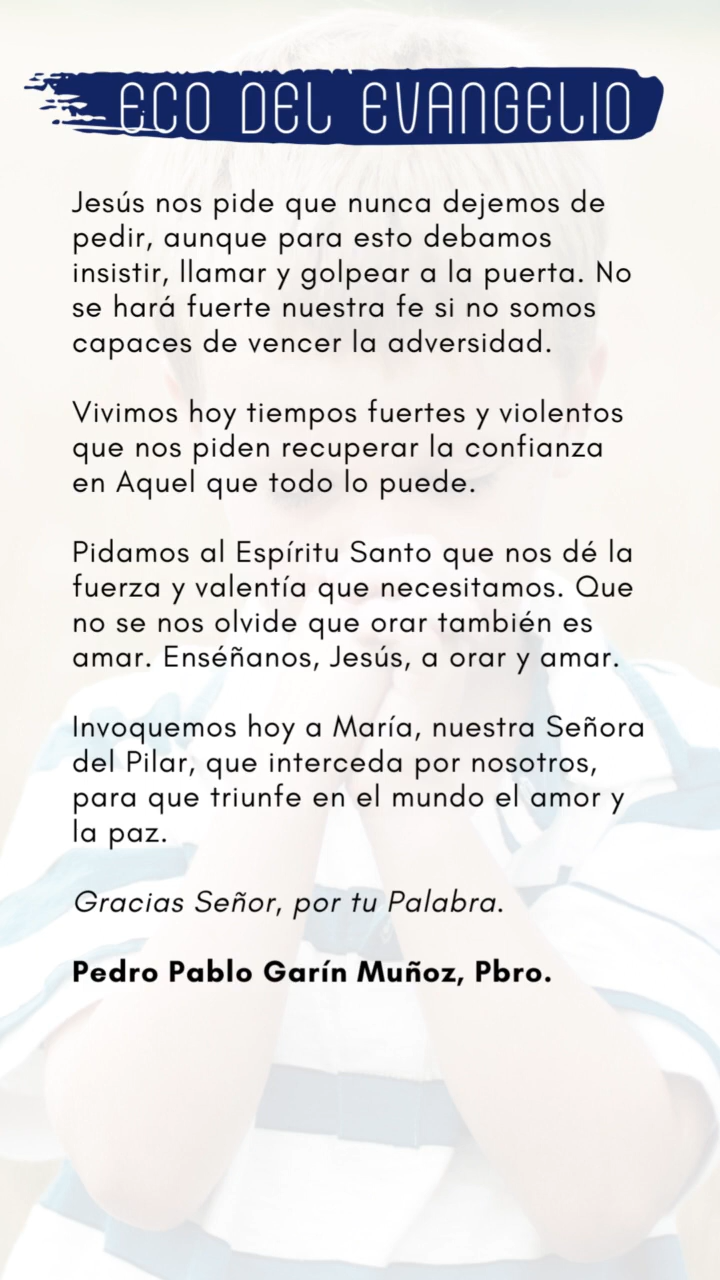 ECO DEL EVANGELIO
Jesús nos pide que nunca dejemos de
pedir, aunque para esto debamos
insistir, llamar y golpear a la puerta. No
se hará fuerte nuestra fe si no somos
capaces de vencer la adversidad.
Vivimos hoy tiempos fuertes y violentos
que nos piden recuperar la confianza
en Aquel que todo lo puede.
Pidamos al Espíritu Santo que nos dé la
fuerza y valentía que necesitamos. Que
no se nos olvide que orar también es
amar. Enséñanos, Jesús, a orar y amar.
Invoquemos hoy a María, nuestra Señora
del Pilar, que interceda por nosotros,
para que triunfe en el mundo el amor y
la paz.
Gracias Señor, por tu Palabra.
Pedro Pablo Garín Muñoz, Pbro.